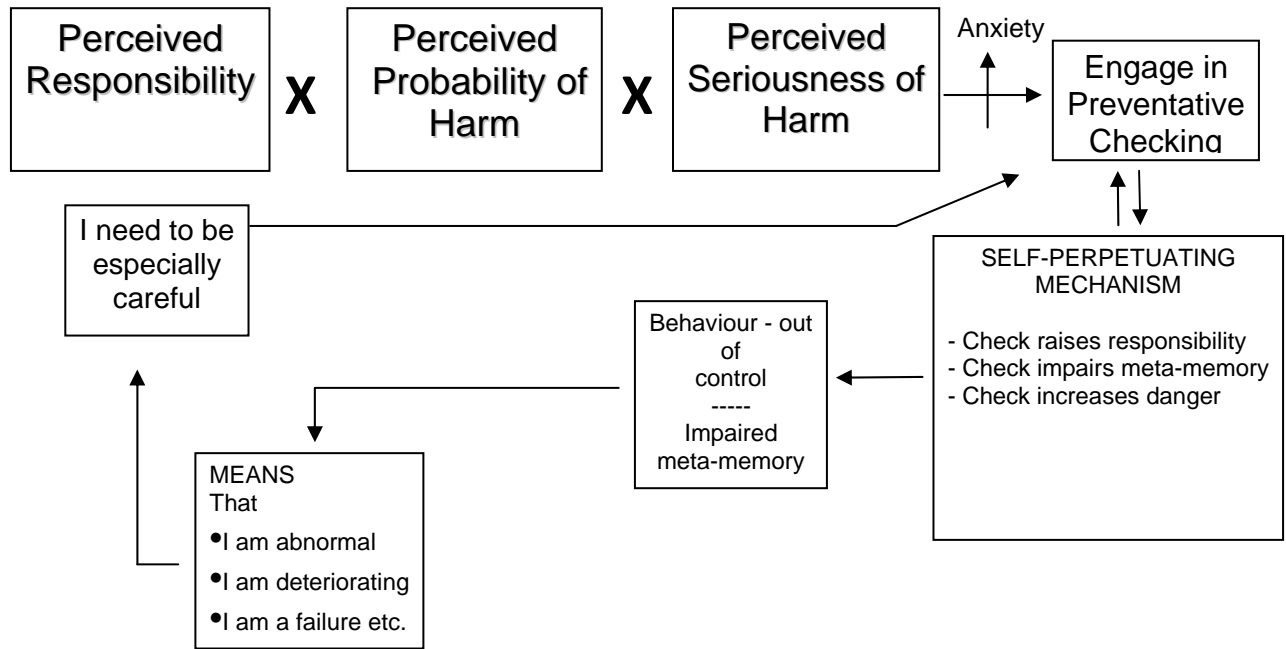 Perceived
Responsibility
X
Perceived
Probability of
Harm
X
Perceived
Seriousness of
Harm
Anxiety
Engage in
Preventative
Checking
I need to be
especially
careful
SELF-PERPETUATING
MECHANISM
- Check raises responsibility
- Check impairs meta-memory
- Check increases danger
Behaviour - out
of
control
-----
Impaired
meta-memory
MEANS
That
•I am abnormal
•I am deteriorating
•I am a failure etc.